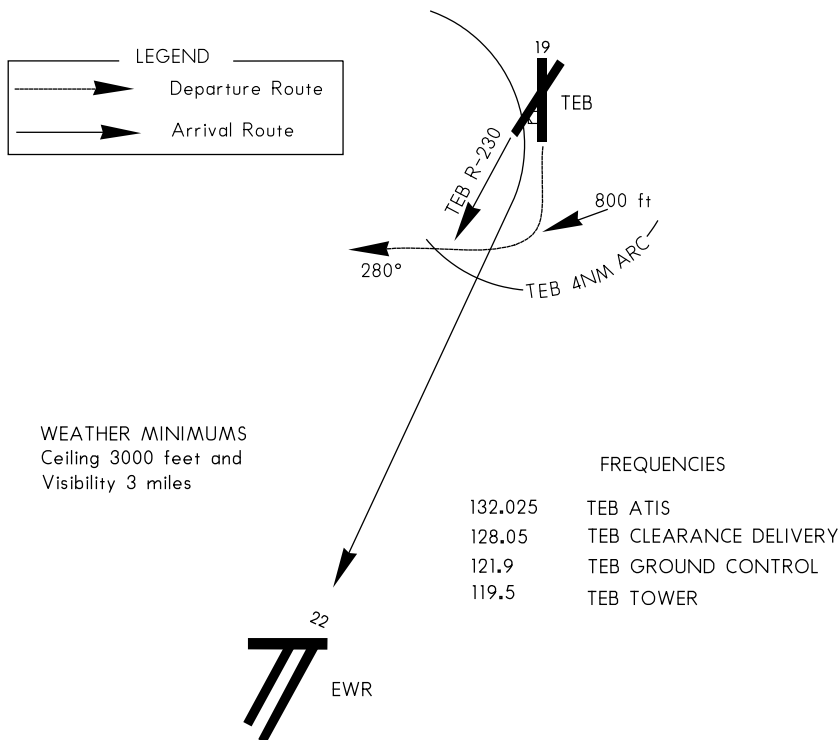 LEGEND
Departure Route
Arrival Route
19
TEB
TEB R-230
800 ft
280°
TEB 4NM ARC
WEATHER MINIMUMS
Ceiling 3000 feet and
Visibility 3 miles
FREQUENCIES
132.025 TEB ATIS
128.05 TEB CLEARANCE DELIVERY
121.9 TEB GROUND CONTROL
119.5 TEB TOWER
22
EWR